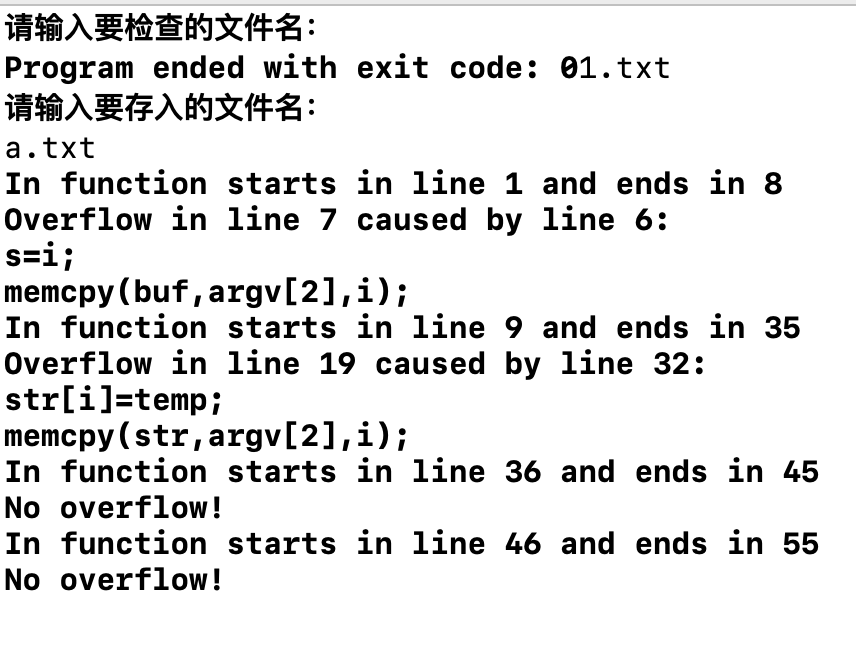 请输入要检查的文件名：
Program ended with exit code: 01.txt
请输入要存入的文件名：
a.txt
In function starts in line 1 and ends in 8
Overflow in line 7 caused by line 6:
s=i;
memcpy(buf,argv[2],i);
In function starts in line 9 and ends in 35
Overflow in line 19 caused by line 32:
str[i]=temp;
memcpy(str,argv[2],i);
In function starts in line 36 and ends in 45
No overflow!
In function starts in line 46 and ends in 55
No overflow!